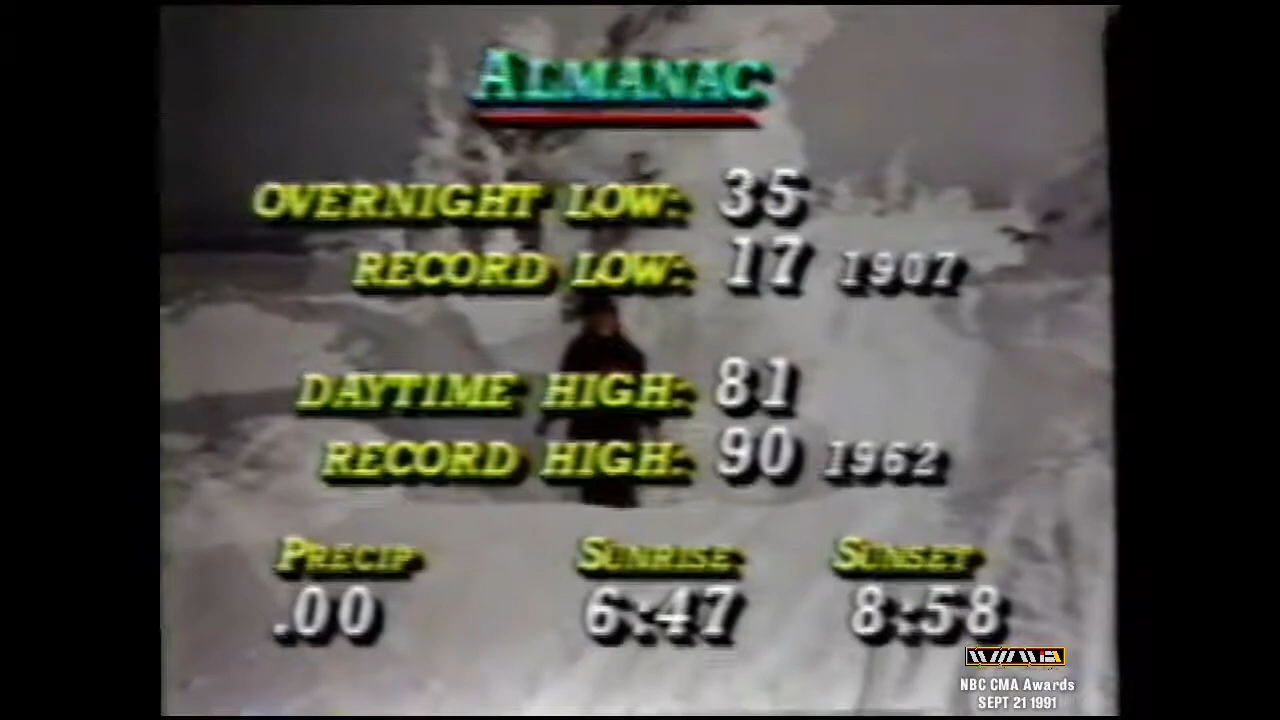 ALMANAC
OVERNIGHT LOW: 35
RECORD LOW: 17 1907
DAYTIME HIGH: 81
RECORD HIGH: 90 1962
PRECIP SUNRISE SUNSET
.00 6:47 8:58
NBC CMA Awards
SEPT 21 1991